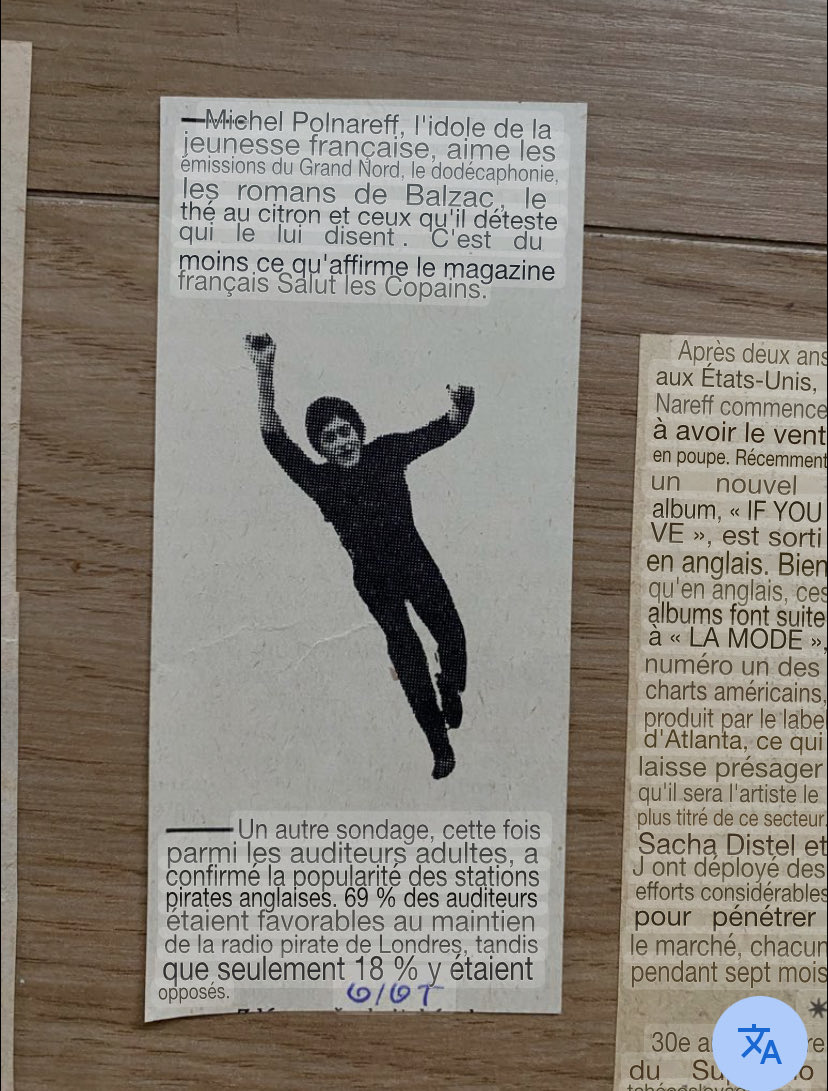 Michel Polnareff, l'idole de la
jeunesse française, aime les
émissions du Grand Nord, le dodécaphonie,
les romans de Balzac, le
thé au citron et ceux qu'il déteste
qui le lui disent . C'est du
moins ce qu'affirme le magazine
français Salut les Copains.
Un autre sondage, cette fois
parmi les auditeurs adultes, a
confirmé la popularité des stations
pirates anglaises. 69 % des auditeurs
étaient favorables au maintien
de la radio pirate de Londres, tandis
que seulement 18 % y étaient
opposés.
Après deux ans
aux États-Unis,
Nareff commence
à avoir le vent
en poupe. Récemment
un nouvel
album, « IF YOU
VE », est sorti
en anglais. Bien
qu'en anglais, ces
albums font suite
à « LA MODE »,
numéro un des
charts américains,
produit par le labe
d'Atlanta, ce qui
laisse présager
qu'il sera l'artiste le
plus titré de ce secteur.
Sacha Distel et
J ont déployé des
efforts considérables
pour pénétrer
le marché, chacun
pendant sept mois
30e
du